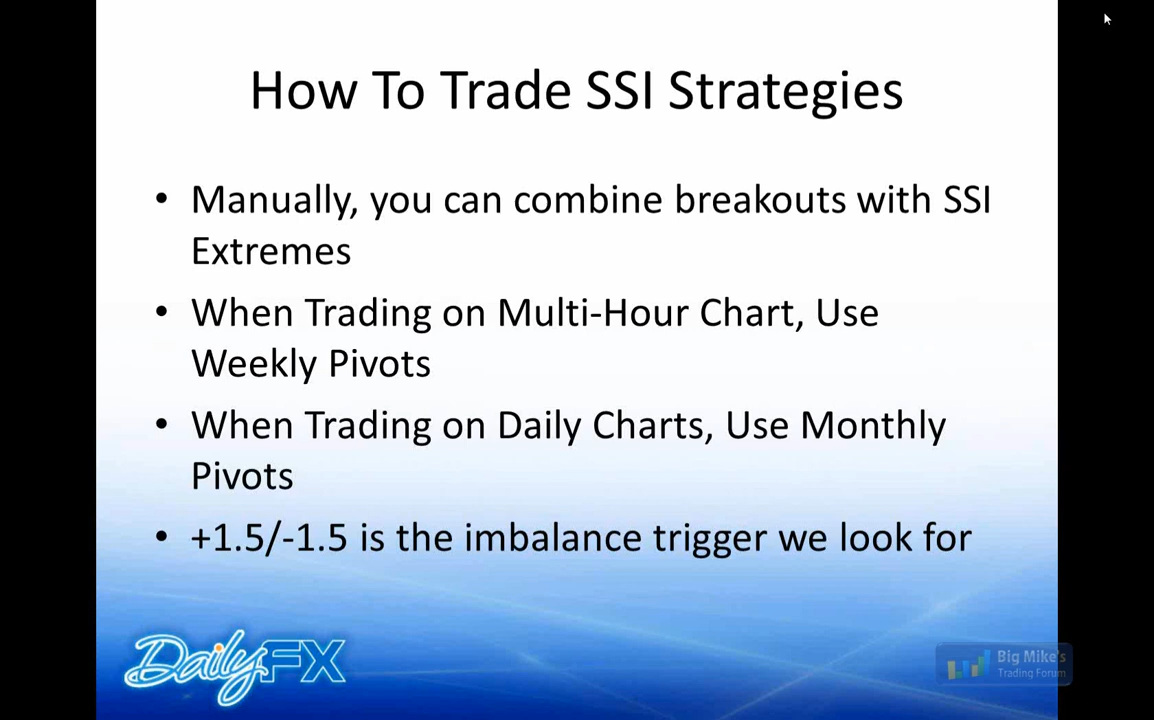 How To Trade SSI Strategies
• Manually, you can combine breakouts with SSI
Extremes
• When Trading on Multi-Hour Chart, Use
Weekly Pivots
• When Trading on Daily Charts, Use Monthly
Pivots
• +1.5/-1.5 is the imbalance trigger we look for
DailyFX
Big Mike's
Trading Forum